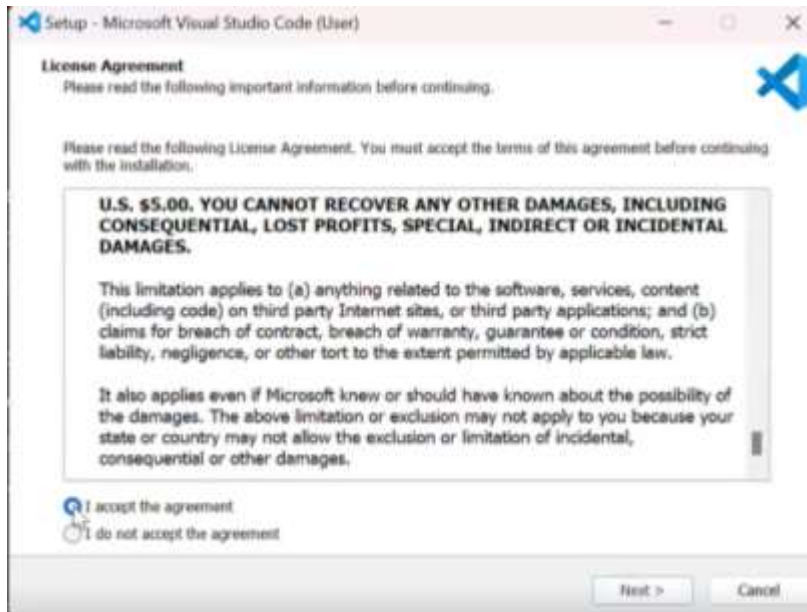 Setup - Microsoft Visual Studio Code (User)
License Agreement
Please read the following important information before continuing.
Please read the following License Agreement. You must accept the terms of this agreement before continuing
with the installation.
U.S. $5.00. YOU CANNOT RECOVER ANY OTHER DAMAGES, INCLUDING
CONSEQUENTIAL, LOST PROFITS, SPECIAL, INDIRECT OR INCIDENTAL
DAMAGES.
This limitation applies to (a) anything related to the software, services, content
(including code) on third party Internet sites, or third party applications; and (b)
claims for breach of contract, breach of warranty, guarantee or condition, strict
liability, negligence, or other tort to the extent permitted by applicable law.
It also applies even if Microsoft knew or should have known about the possibility of
the damages. The above limitation or exclusion may not apply to you because your
state or country may not allow the exclusion or limitation of incidental,
consequential or other damages.
I accept the agreement
I do not accept the agreement
Next >
Cancel